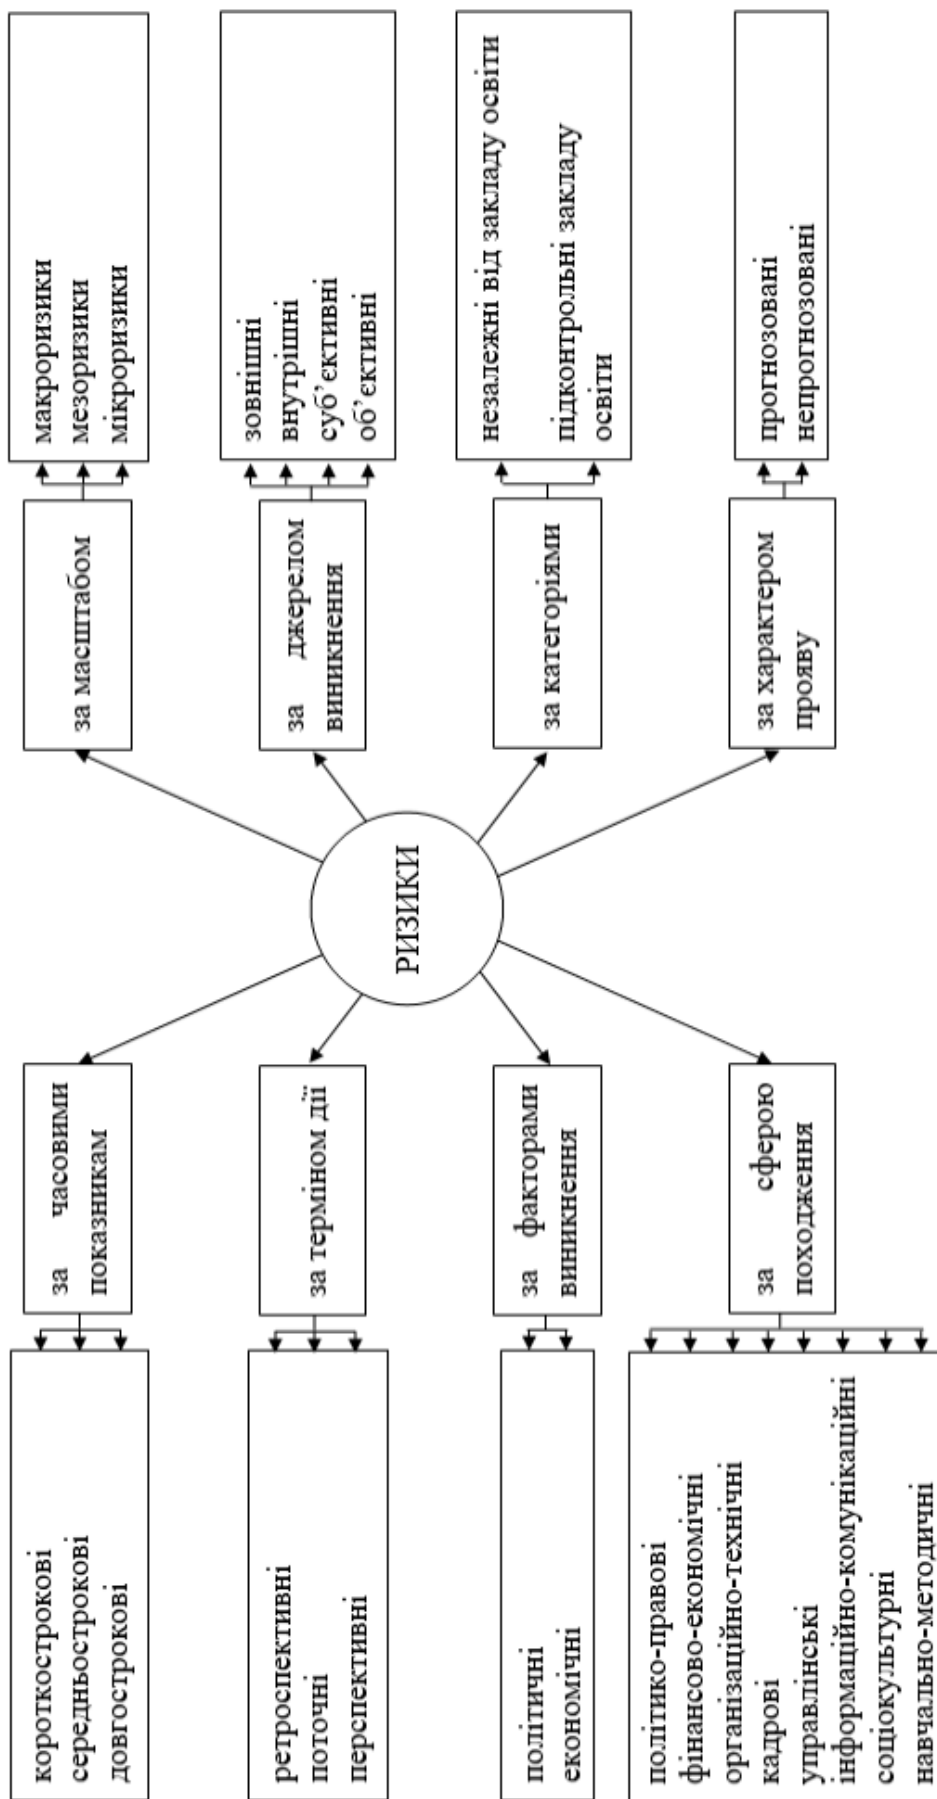 короткострокові
середньострокові
довгострокові
за часовими
показникам
за масштабом
макроризики
мезоризики
мікроризики
ретроспективні
поточні
перспективні
за терміном дії
за джерелом
виникнення
зовнішні
внутрішні
суб’єктивні
об’єктивні
РИЗИКИ
політичні
економічні
за факторами
виникнення
за категоріями
незалежні від закладу освіти
підконтрольні закладу
освіти
політико-правові
фінансово-економічні
організаційно-технічні
кадрові
управлінські
інформаційно-комунікаційні
соціокультурні
навчально-методичні
за сферою
походження
за характером
прояву
прогнозовані
непрогнозовані